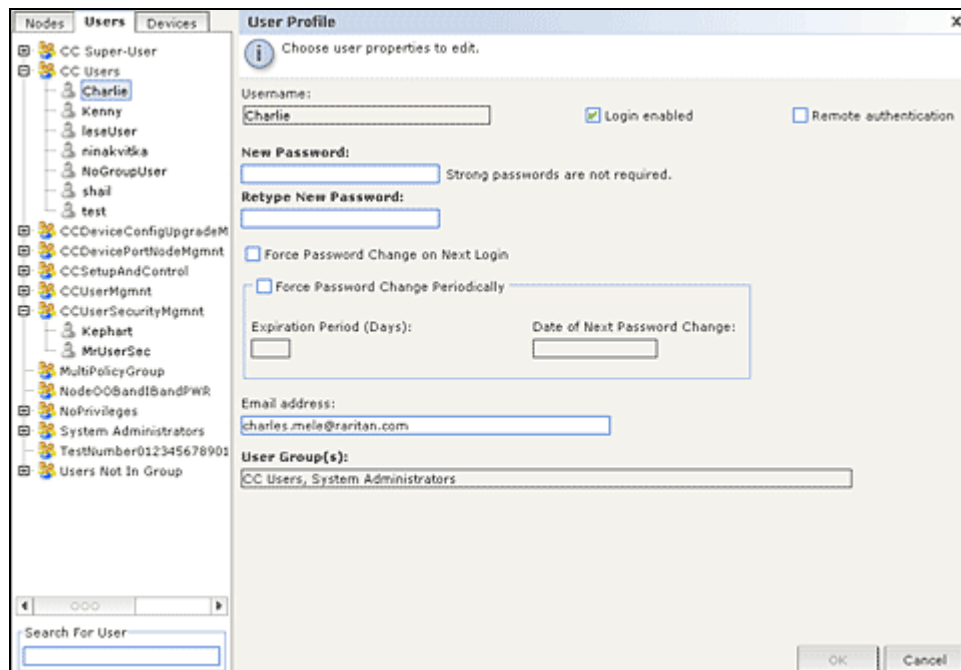 Nodes Users Devices
CC Super-User
CC Users
Charlie
Kenny
leseUser
ninakvitka
NoGroupUser
shail
test
CCDeviceConfigUpgradeM
CCDevicePortNodeMgmnt
CCSetupAndControl
CCUserMgmnt
CCUserSecurityMgmnt
Kephart
MrUserSec
MultiPolicyGroup
NodeOOBandIBandPWR
NoPrivileges
System Administrators
TestNumber012345678901
Users Not In Group
Search For User
User Profile
Choose user properties to edit.
Username:
Charlie
Login enabled
Remote authentication
New Password:
Strong passwords are not required.
Retype New Password:
Force Password Change on Next Login
Force Password Change Periodically
Expiration Period (Days):
Date of Next Password Change:
Email address:
charles.mele@raritan.com
User Group(s):
CC Users, System Administrators
OK Cancel